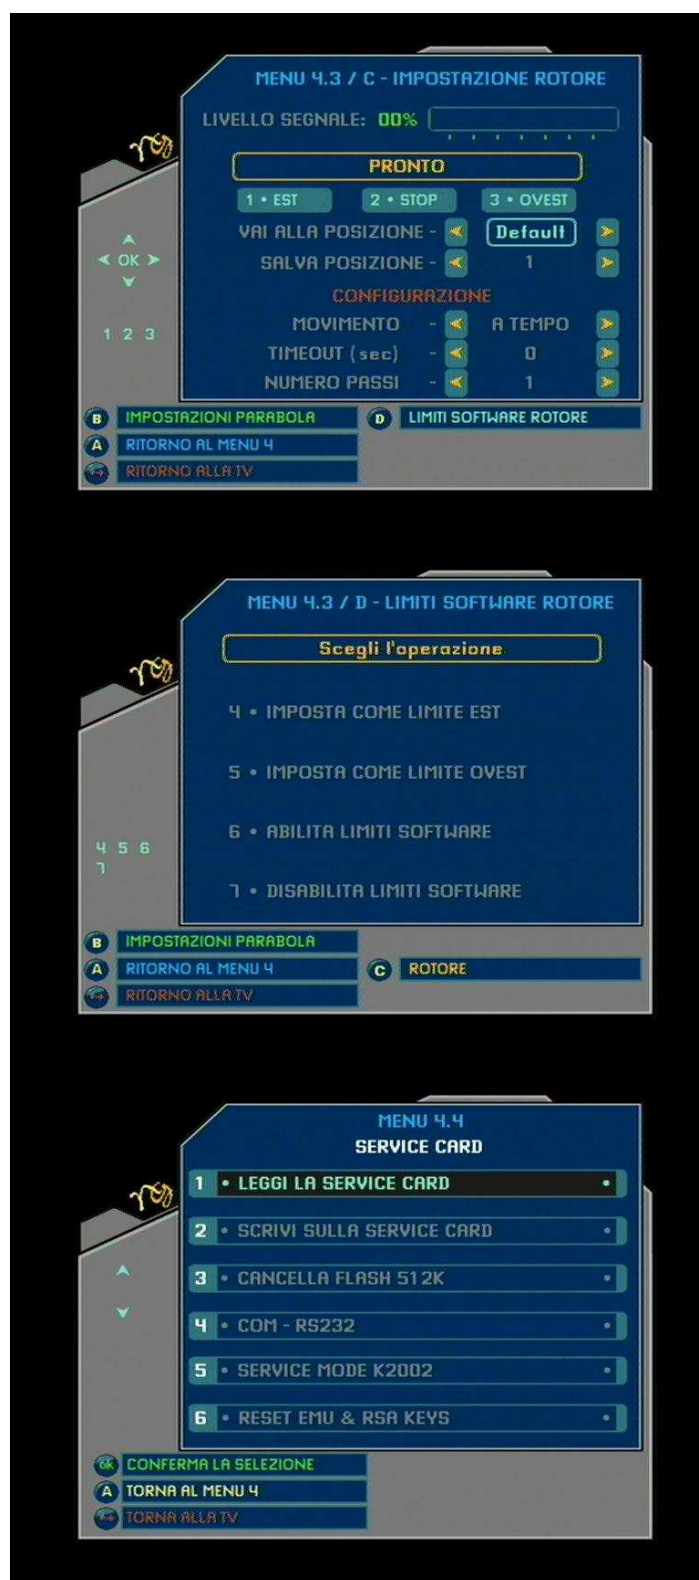 MENU 4.3 / C - IMPOSTAZIONE ROTORE
LIVELLO SEGNALE: 00%
PRONTO
1 • EST 2 • STOP 3 • OVEST
VAI ALLA POSIZIONE - Default
OK
SALVA POSIZIONE - 1
CONFIGURAZIONE
1 2 3
MOVIMENTO - A TEMPO
TIMEOUT (sec) - 0
NUMERO PASSI - 1
B IMPOSTAZIONI PARABOLA D LIMITI SOFTWARE ROTORE
A RITORNO AL MENU 4
RITORNO ALLA TV
MENU 4.3 / D - LIMITI SOFTWARE ROTORE
Scegli l'operazione
4 • IMPOSTA COME LIMITE EST
5 • IMPOSTA COME LIMITE OVEST
6 • ABILITA LIMITI SOFTWARE
4 5 6
7
7 • DISABILITA LIMITI SOFTWARE
B IMPOSTAZIONI PARABOLA
A RITORNO AL MENU 4 C ROTORE
RITORNO ALLA TV
MENU 4.4
SERVICE CARD
1 • LEGGI LA SERVICE CARD •
2 • SCRIVI SULLA SERVICE CARD •
3 • CANCELLA FLASH 512K •
4 • COM - RS232 •
5 • SERVICE MODE K2002 •
6 • RESET EMU & RSA KEYS •
OK CONFERMA LA SELEZIONE
A TORNA AL MENU 4
TORNA ALLA TV